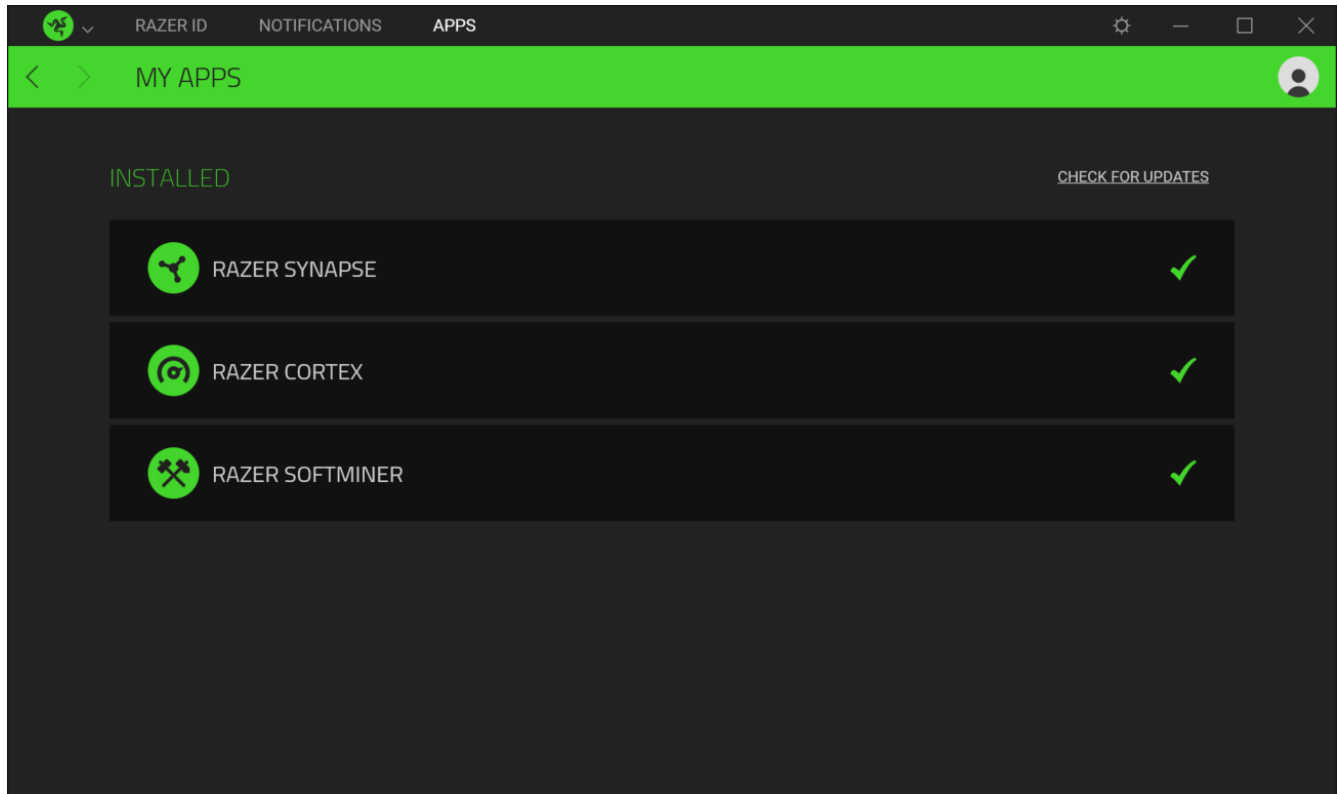 RAZER ID NOTIFICATIONS APPS
MY APPS
INSTALLED CHECK FOR UPDATES
RAZER SYNAPSE
RAZER CORTEX
RAZER SOFTMINER